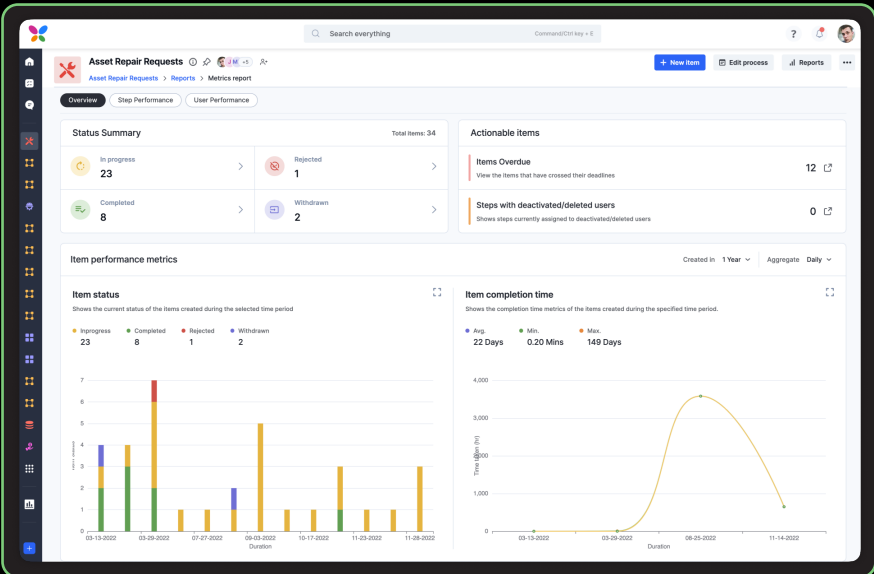 Search everything
Command/Ctrl key + E
?
Asset Repair Requests
J M +5
+ New item
Edit process
Reports
Asset Repair Requests > Reports > Metrics report
Overview
Step Performance
User Performance
Status Summary
Total items: 34
In progress
23
Rejected
1
Completed
8
Withdrawn
2
Actionable items
Items Overdue
View the items that have crossed their deadlines
12
Steps with deactivated/deleted users
Shows steps currently assigned to deactivated/deleted users
0
Item performance metrics
Created in 1 Year
Aggregate Daily
Item status
Shows the current status of the items created during the selected time period
Inprogress Completed Rejected Withdrawn
23 8 1 2
7
6
5
4
3
2
1
0
03-13-2022 03-29-2022 07-27-2022 09-03-2022 10-17-2022 11-23-2022 11-28-2022
Duration
Item completion time
Shows the completion time metrics of the items created during the specified time period.
Avg. Min. Max.
22 Days 0.20 Mins 149 Days
4,000
3,000
2,000
1,000
0
Time taken (hr)
03-13-2022 03-29-2022 08-25-2022 11-14-2022
Duration